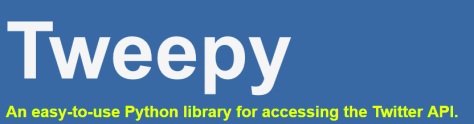 Tweepy
An easy-to-use Python library for accessing the Twitter API.